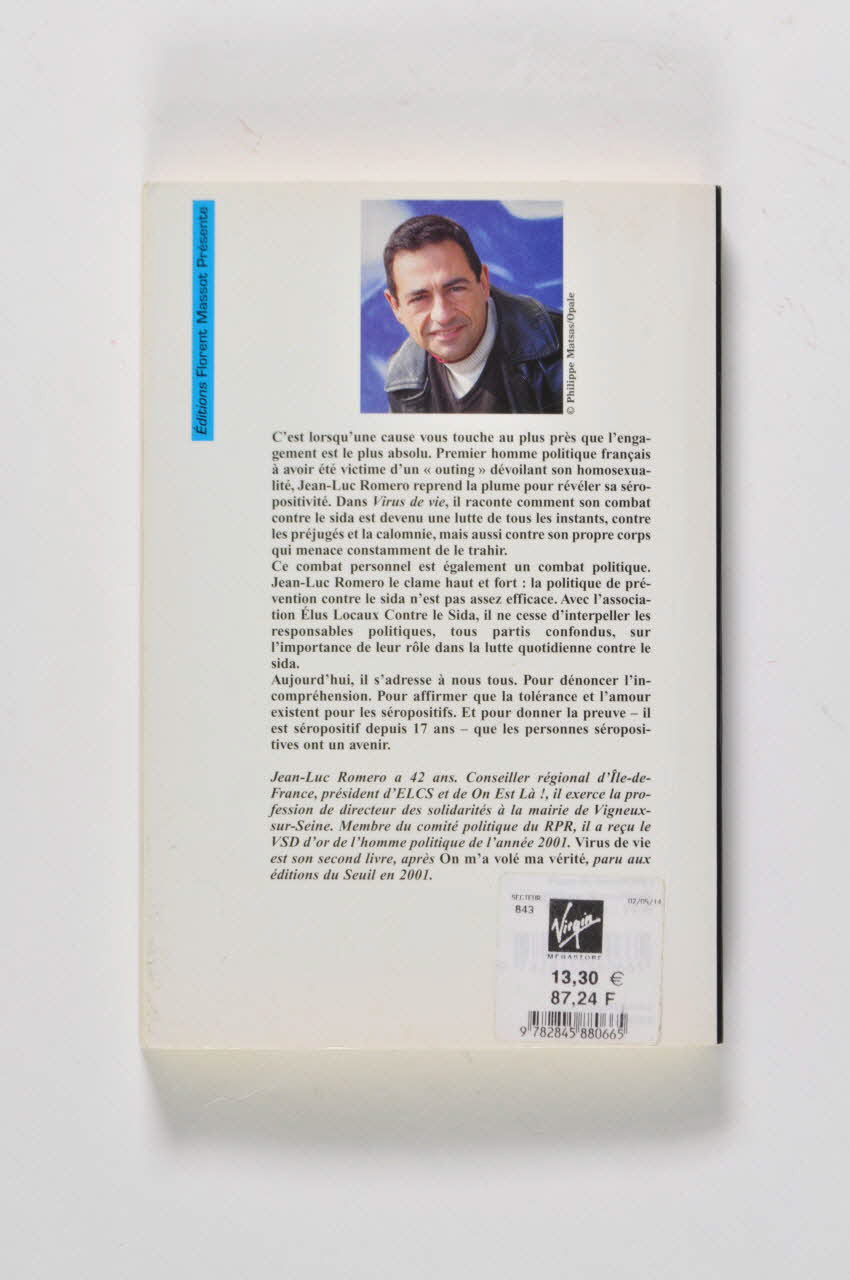 Éditions Florent Massot Présente
© Philippe Matsas/Opale
C'est lorsqu'une cause vous touche au plus près que l'enga-
gement est le plus absolu. Premier homme politique français
à avoir été victime d'un « outing » dévoilant son homosexua-
lité, Jean-Luc Romero reprend la plume pour révéler sa séro-
positivité. Dans Virus de vie, il raconte comment son combat
contre le sida est devenu une lutte de tous les instants, contre
les préjugés et la calomnie, mais aussi contre son propre corps
qui menace constamment de le trahir.
Ce combat personnel est également un combat politique.
Jean-Luc Romero le clame haut et fort : la politique de pré-
vention contre le sida n'est pas assez efficace. Avec l'associa-
tion Élus Locaux Contre le Sida, il ne cesse d'interpeller les
responsables politiques, tous partis confondus, sur
l'importance de leur rôle dans la lutte quotidienne contre le
sida.
Aujourd'hui, il s'adresse à nous tous. Pour dénoncer l'in-
compréhension. Pour affirmer que la tolérance et l'amour
existent pour les séropositifs. Et pour donner la preuve – il
est séropositif depuis 17 ans – que les personnes séroposi-
tives ont un avenir.
Jean-Luc Romero a 42 ans. Conseiller régional d'Île-de-
France, président d'ELCS et de On Est Là !, il exerce la pro-
fession de directeur des solidarités à la mairie de Vigneux-
sur-Seine. Membre du comité politique du RPR, il a reçu le
VSD d'or de l'homme politique de l'année 2001. Virus de vie
est son second livre, après On m'a volé ma vérité, paru aux
éditions du Seuil en 2001.
SECTEUR
843
02/05/14
Virgin
MEGASTORE
13,30 €
87,24 F
9 782845 880665